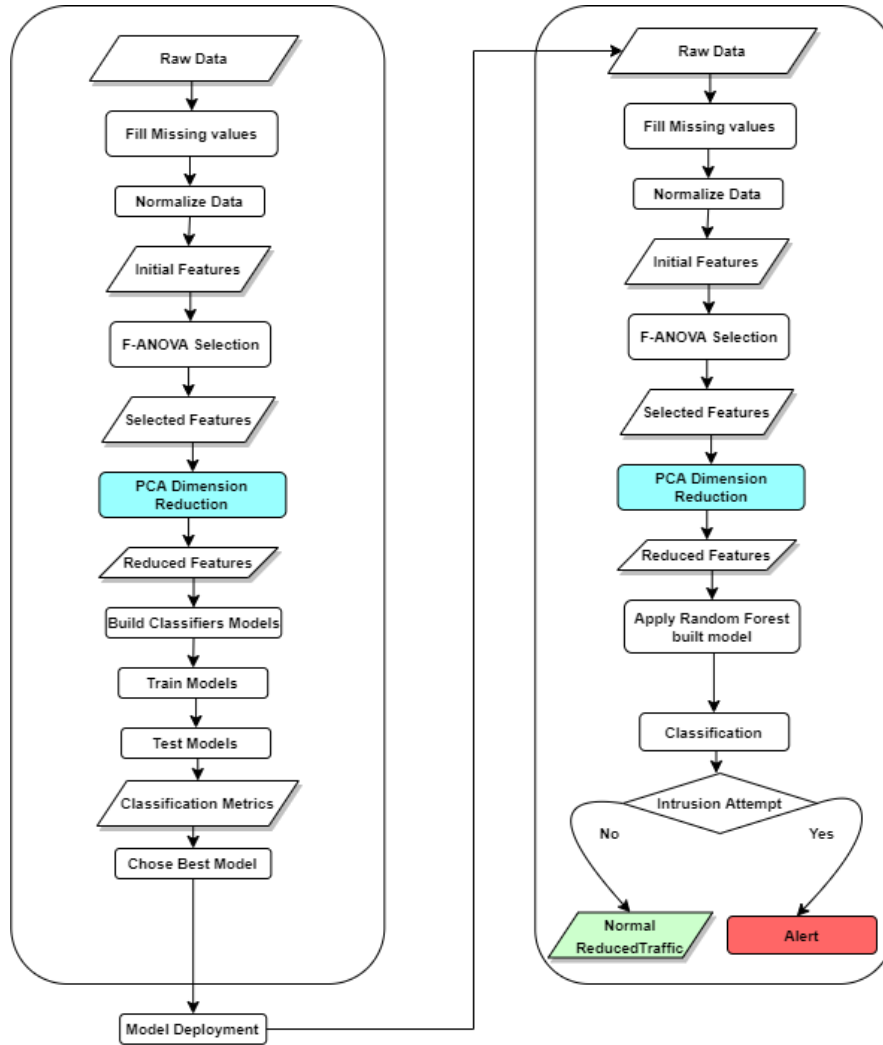 Raw Data
Fill Missing values
Normalize Data
Initial Features
F-ANOVA Selection
Selected Features
PCA Dimension
Reduction
Reduced Features
Build Classifiers Models
Train Models
Test Models
Classification Metrics
Chose Best Model
Model Deployment
Raw Data
Fill Missing values
Normalize Data
Initial Features
F-ANOVA Selection
Selected Features
PCA Dimension
Reduction
Reduced Features
Apply Random Forest
built model
Classification
Intrusion Attempt
No
Yes
Normal
ReducedTraffic
Alert